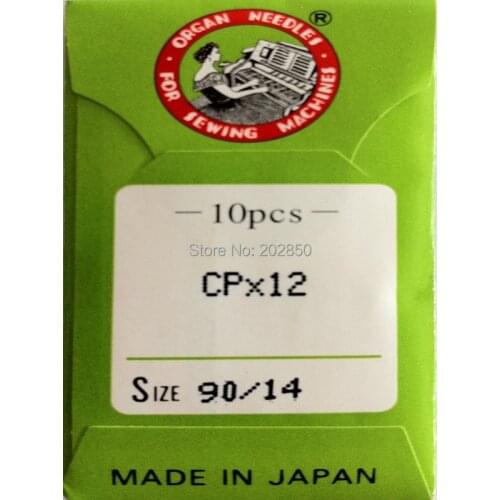 ORGAN NEEDLES ®
FOR SEWING MACHINES
—10pcs—
Store No: 202850
CPx12
SIZE 90/14
MADE IN JAPAN